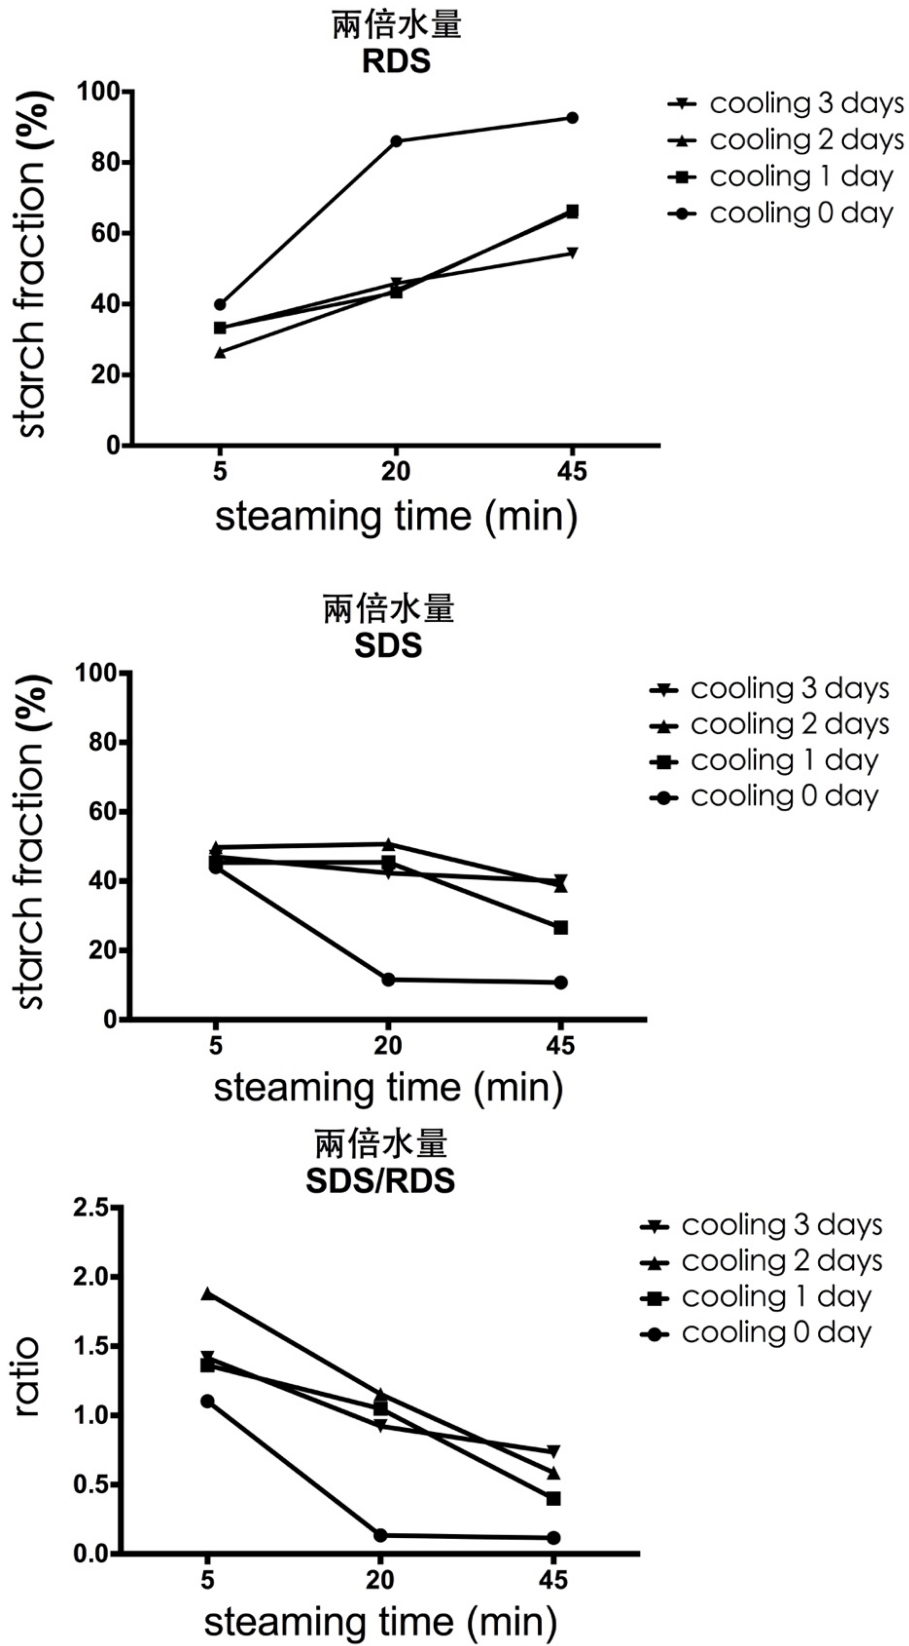 兩倍水量
RDS
starch fraction (%)
100
80
60
40
20
0
5 20 45
steaming time (min)
cooling 3 days
cooling 2 days
cooling 1 day
cooling 0 day
兩倍水量
SDS
starch fraction (%)
100
80
60
40
20
0
5 20 45
steaming time (min)
cooling 3 days
cooling 2 days
cooling 1 day
cooling 0 day
兩倍水量
SDS/RDS
ratio
2.5
2.0
1.5
1.0
0.5
0.0
5 20 45
steaming time (min)
cooling 3 days
cooling 2 days
cooling 1 day
cooling 0 day